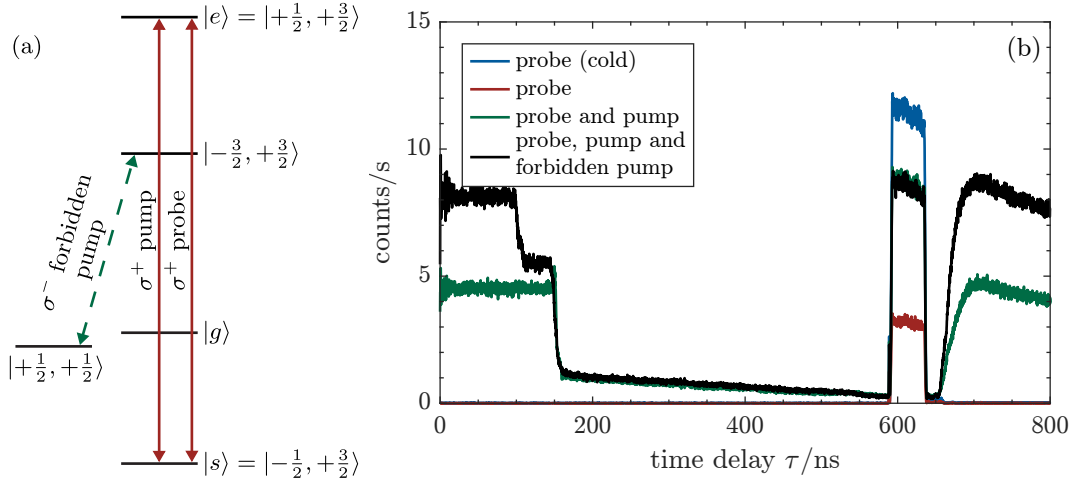 (a)
|e⟩ = |+1/2, +3/2⟩
|−3/2, +3/2⟩
σ⁻ forbidden
pump
σ⁺ pump
σ⁺ probe
|g⟩
|+1/2, +1/2⟩
|s⟩ = |−1/2, +3/2⟩
(b)
probe (cold)
probe
probe and pump
probe, pump and
forbidden pump
counts/s
15
10
5
0
0 200 400 600 800
time delay τ/ns